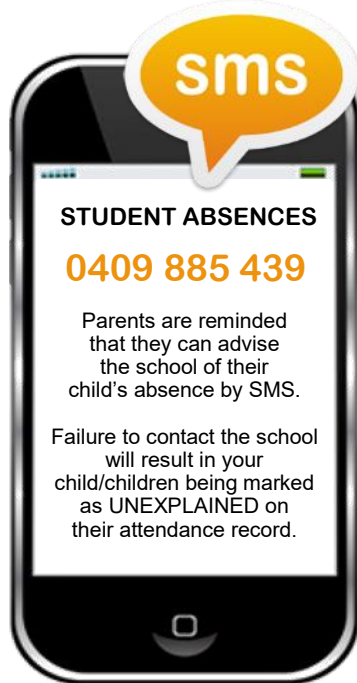 sms
STUDENT ABSENCES
0409 885 439
Parents are reminded
that they can advise
the school of their
child's absence by SMS.
Failure to contact the school
will result in your
child/children being marked
as UNEXPLAINED on
their attendance record.